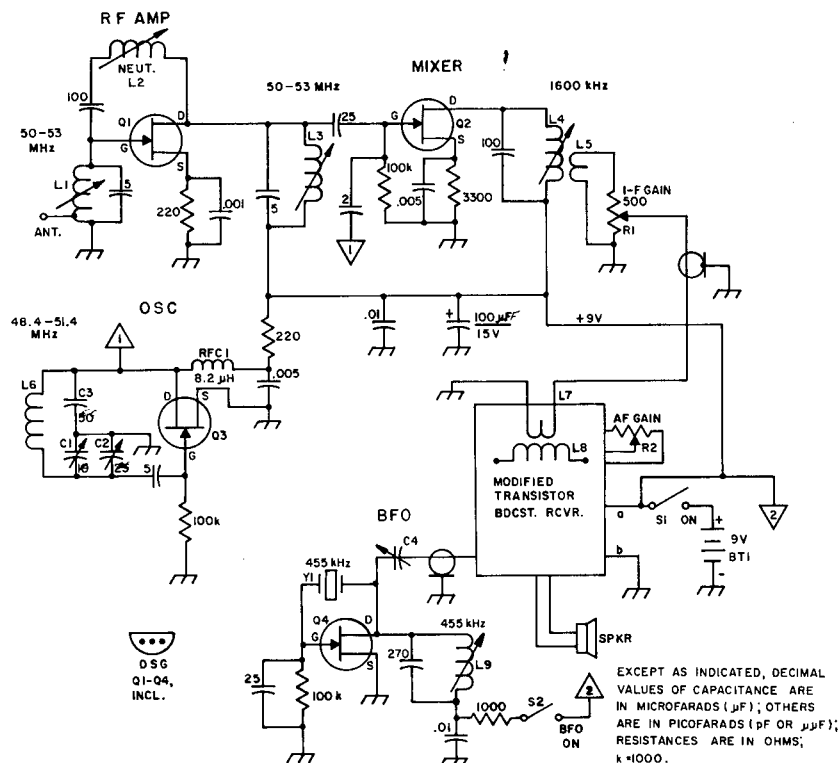 RF AMP
NEUT.
L2
100
Q1
D
G
S
50-53
MHz
L1
5
ANT.
220
.001
50-53 MHz
L3
5
25
MIXER
G
D
Q2
S
2
1
100k
.005
3300
1600 kHz
L4
100
L5
I-F GAIN
500
R1
OSC
48.4-51.4
MHz
1
L6
C3
50
C1
10
C2
25
5
RFC1
8.2 µH
D
S
Q3
G
100k
220
.005
.01
+
100 µF
15V
+9V
L7
L8
MODIFIED
TRANSISTOR
BDCST. RCVR.
AF GAIN
R2
a
S1
ON
b
+
9V
BT1
-
2
SPKR
BFO
C4
455 kHz
Y1
Q4
D
G
S
25
100k
270
455 kHz
L9
.01
1000
S2
2
BFO
ON
DSG
Q1-Q4,
INCL.
EXCEPT AS INDICATED, DECIMAL
VALUES OF CAPACITANCE ARE
IN MICROFARADS (µF); OTHERS
ARE IN PICOFARADS (pF OR µµF);
RESISTANCES ARE IN OHMS;
k=1000.